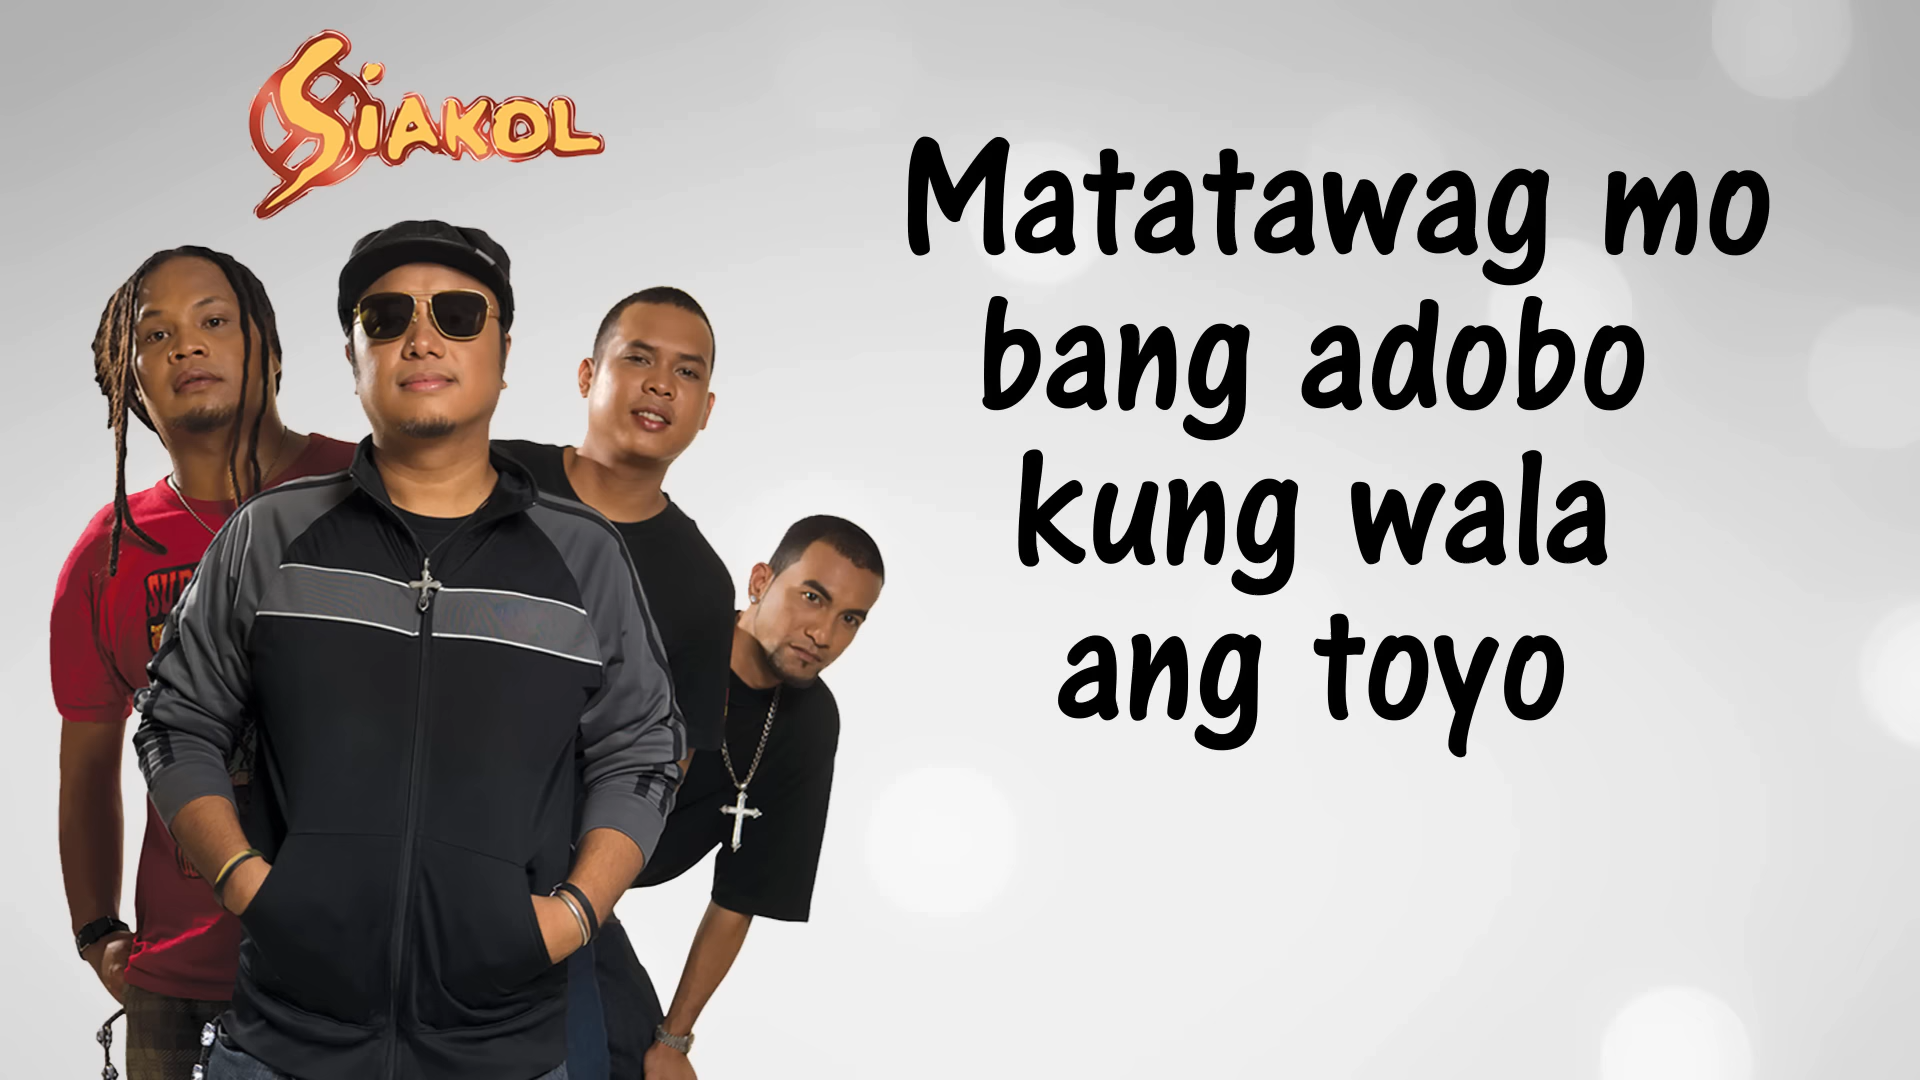 SIAKOL
Matatawag mo
bang adobo
kung wala
ang toyo